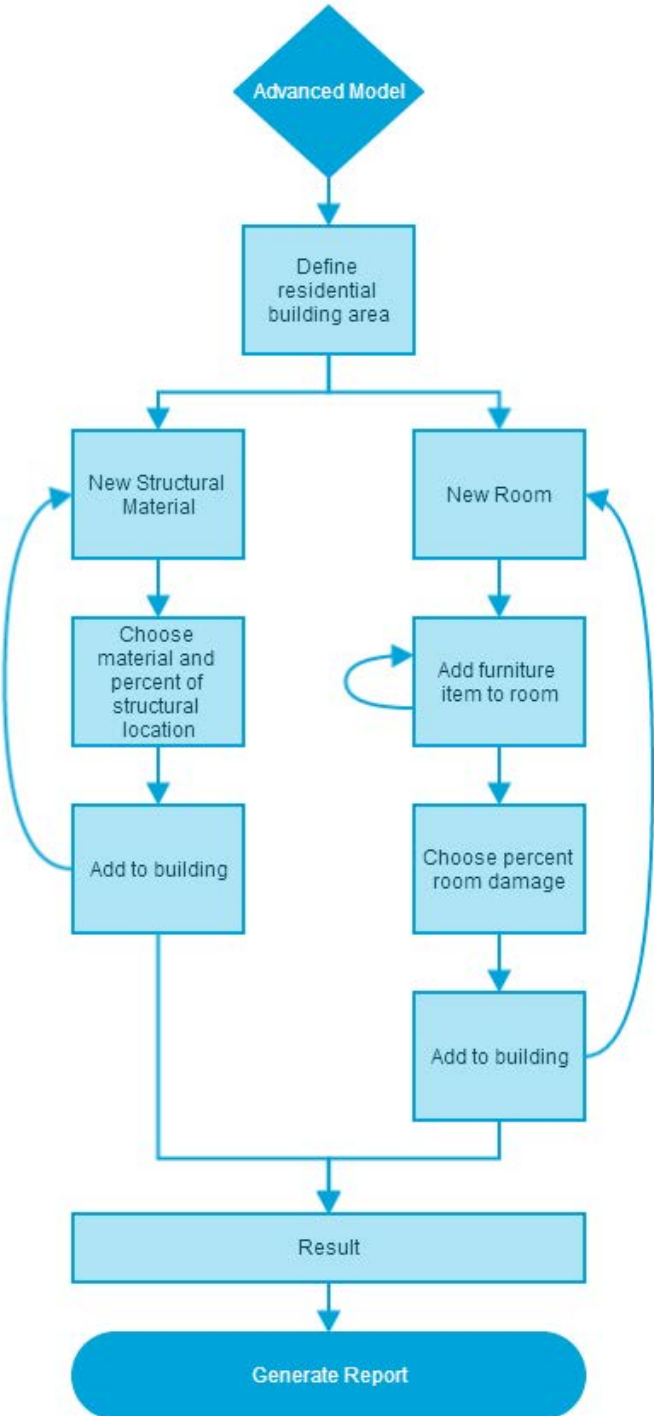 Advanced Model
Define
residential
building area
New Structural
Material
New Room
Choose
material and
percent of
structural
location
Add furniture
item to room
Add to building
Choose percent
room damage
Add to building
Result
Generate Report